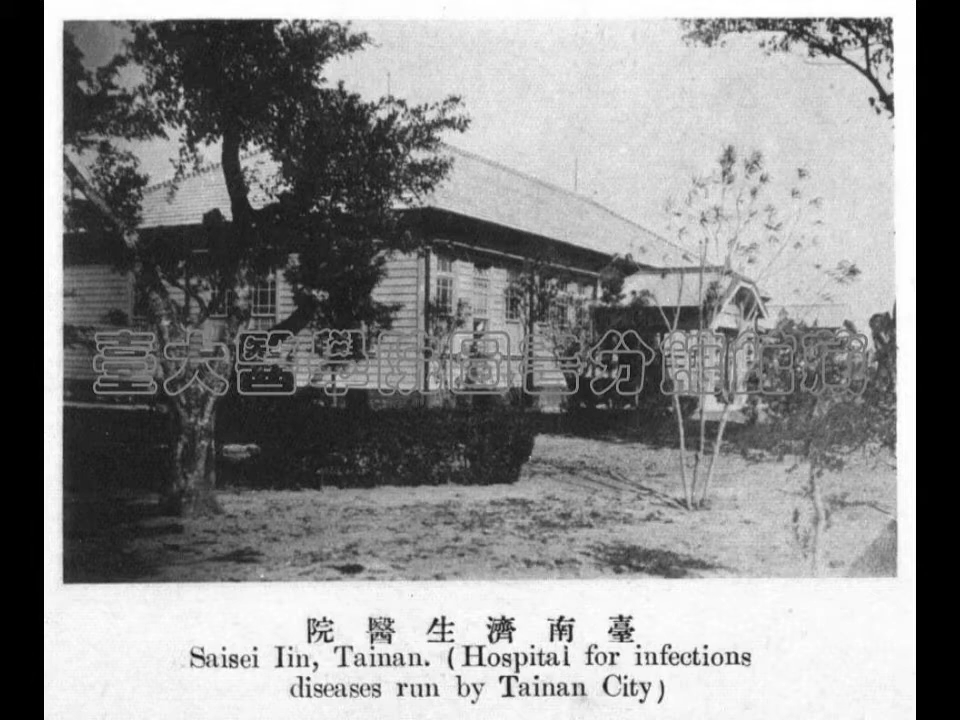 臺大醫學院圖書分館館藏
臺南濟生醫院
Saisei Iin, Tainan. (Hospital for infections
diseases run by Tainan City)